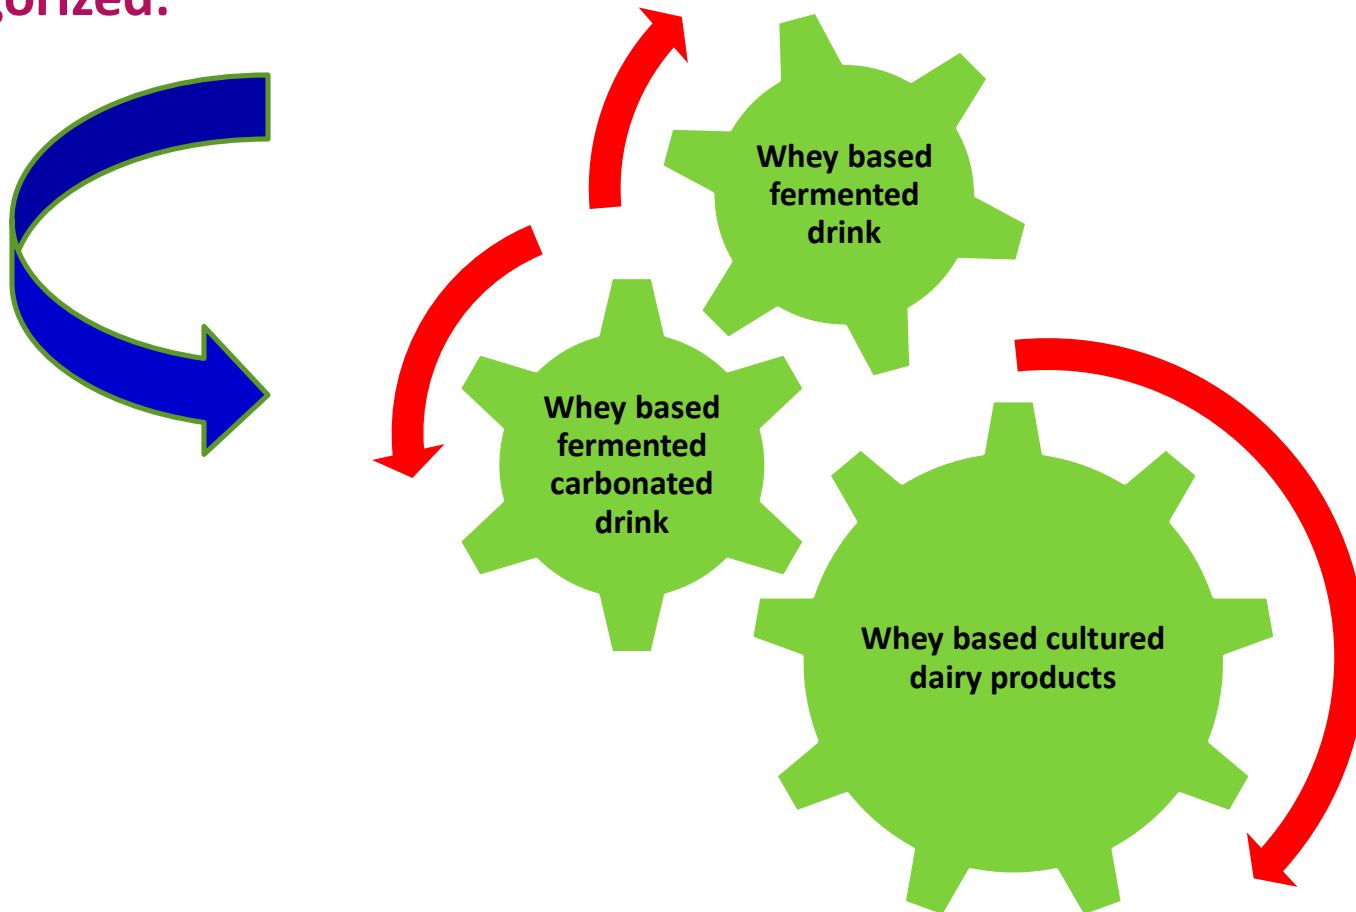 Whey based
fermented
drink
Whey based
fermented
carbonated
drink
Whey based cultured
dairy products